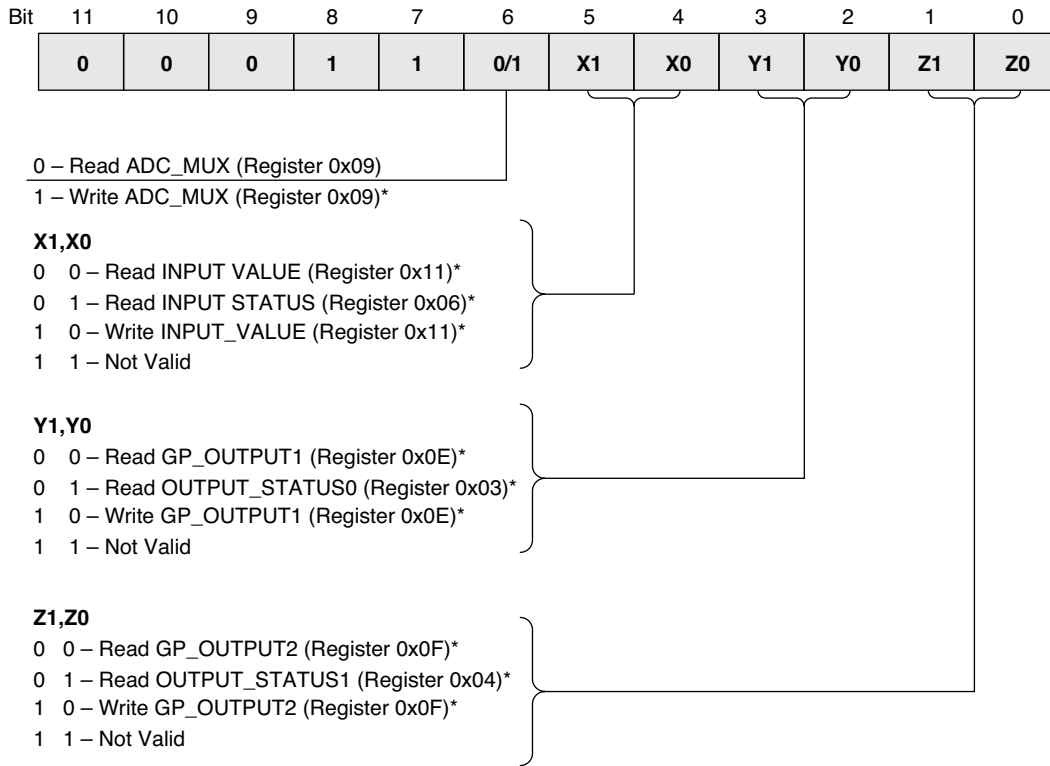 Bit 11 10 9 8 7 6 5 4 3 2 1 0
0 0 0 1 1 0/1 X1 X0 Y1 Y0 Z1 Z0
0 – Read ADC_MUX (Register 0x09)
1 – Write ADC_MUX (Register 0x09)*
X1,X0
0 0 – Read INPUT VALUE (Register 0x11)*
0 1 – Read INPUT STATUS (Register 0x06)*
1 0 – Write INPUT_VALUE (Register 0x11)*
1 1 – Not Valid
Y1,Y0
0 0 – Read GP_OUTPUT1 (Register 0x0E)*
0 1 – Read OUTPUT_STATUS0 (Register 0x03)*
1 0 – Write GP_OUTPUT1 (Register 0x0E)*
1 1 – Not Valid
Z1,Z0
0 0 – Read GP_OUTPUT2 (Register 0x0F)*
0 1 – Read OUTPUT_STATUS1 (Register 0x04)*
1 0 – Write GP_OUTPUT2 (Register 0x0F)*
1 1 – Not Valid